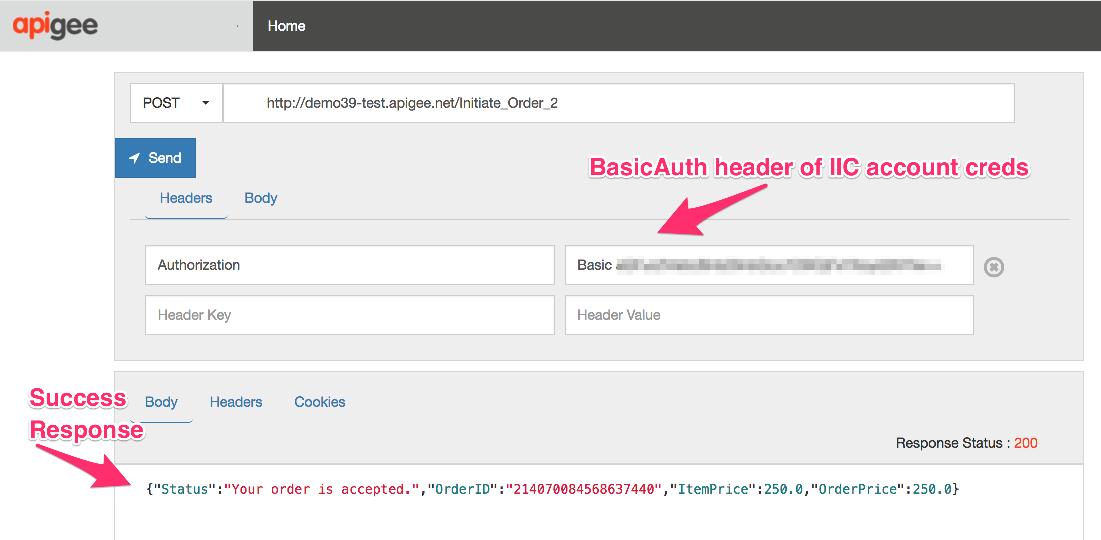 apigee
Home
POST
http://demo39-test.apigee.net/Initiate_Order_2
Send
BasicAuth header of IIC account creds
Headers Body
Authorization Basic
Header Key Header Value
Success
Response
Body Headers Cookies
Response Status : 200
{"Status":"Your order is accepted.","OrderID":"214070084568637440","ItemPrice":250.0,"OrderPrice":250.0}